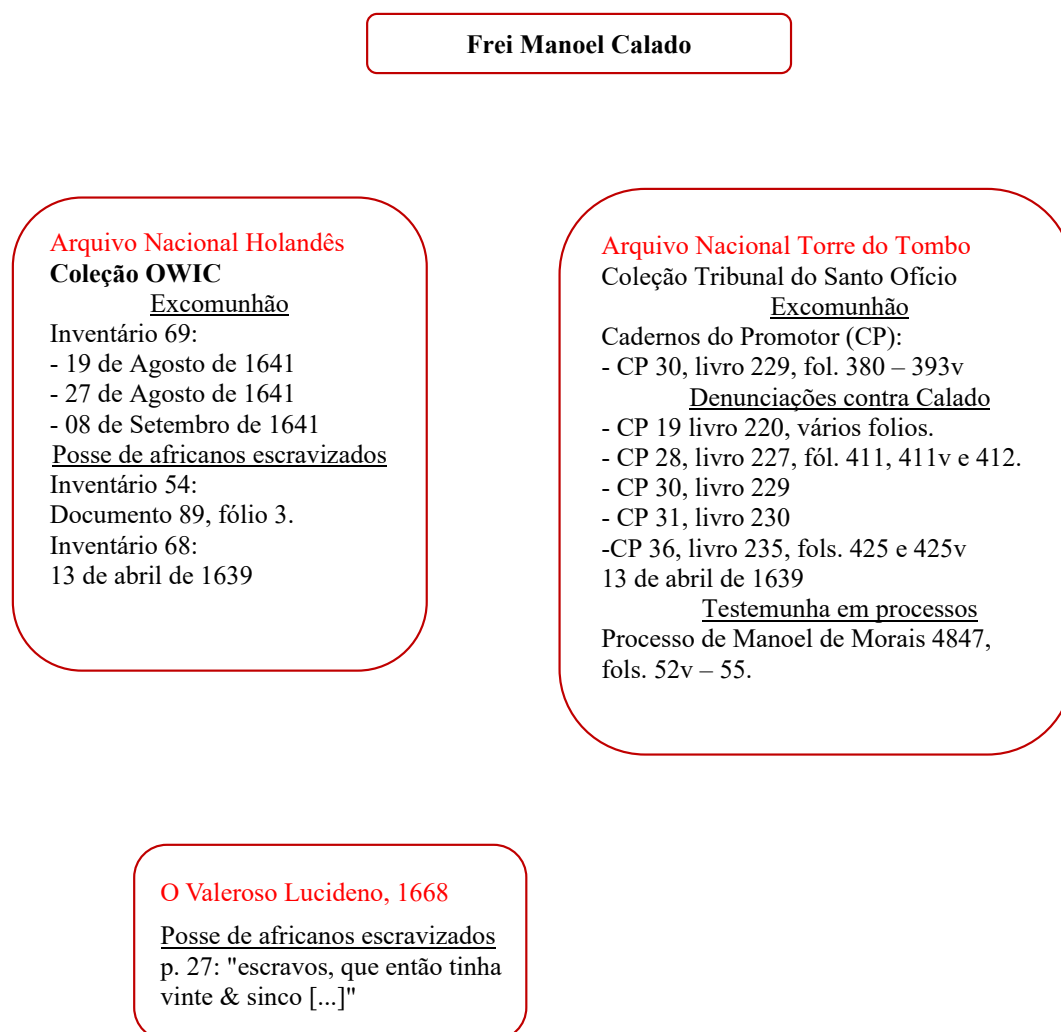 Frei Manoel Calado
Arquivo Nacional Holandês
Coleção OWIC
Excomunhão
Inventário 69:
- 19 de Agosto de 1641
- 27 de Agosto de 1641
- 08 de Setembro de 1641
Posse de africanos escravizados
Inventário 54:
Documento 89, fólio 3.
Inventário 68:
13 de abril de 1639
Arquivo Nacional Torre do Tombo
Coleção Tribunal do Santo Ofício
Excomunhão
Cadernos do Promotor (CP):
- CP 30, livro 229, fol. 380 – 393v
Denunciações contra Calado
- CP 19 livro 220, vários folios.
- CP 28, livro 227, fól. 411, 411v e 412.
- CP 30, livro 229
- CP 31, livro 230
-CP 36, livro 235, fols. 425 e 425v
13 de abril de 1639
Testemunha em processos
Processo de Manoel de Morais 4847,
fols. 52v – 55.
O Valeroso Lucideno, 1668
Posse de africanos escravizados
p. 27: "escravos, que então tinha
vinte & sinco [...]"